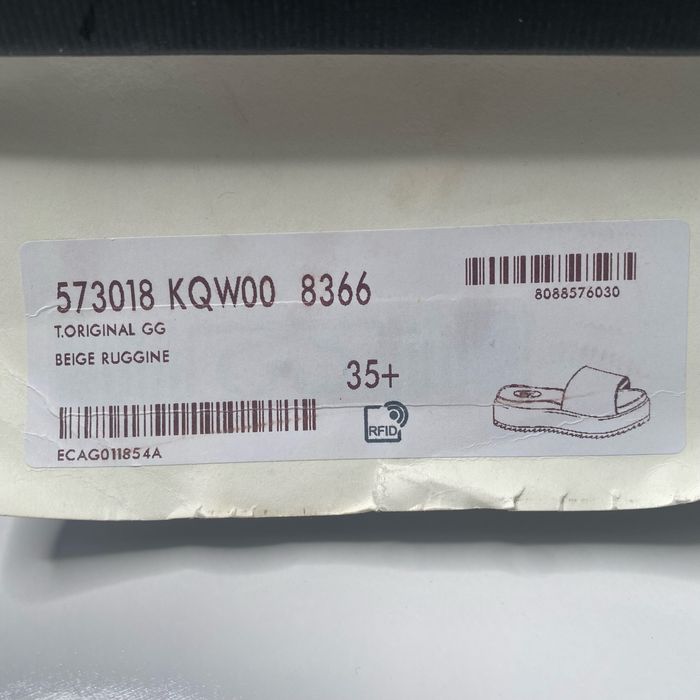 573018 KQW00 8366
T.ORIGINAL GG
BEIGE RUGGINE
8088576030
35+
RFID
ECAG011854A